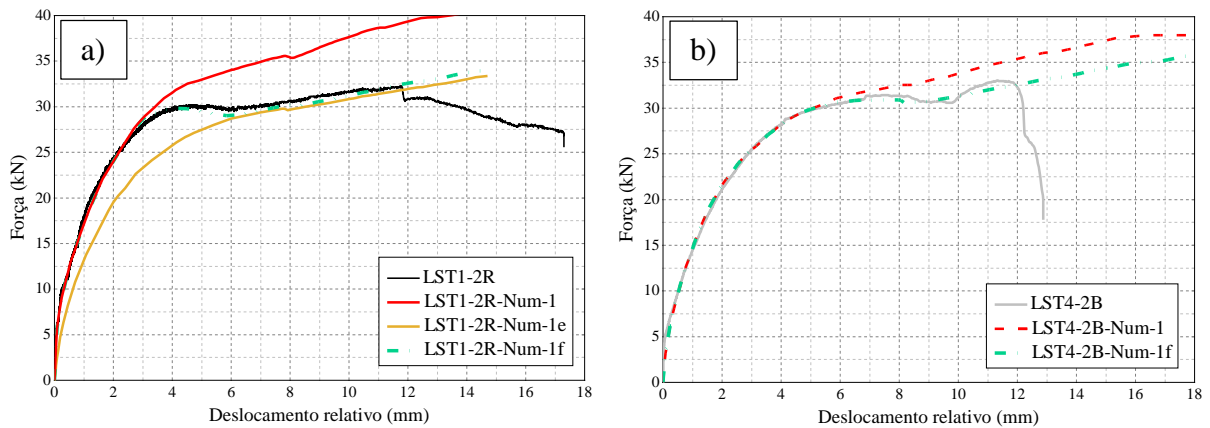 a)
40
35
30
25
20
15
10
5
0
Força (kN)
LST1-2R
LST1-2R-Num-1
LST1-2R-Num-1e
LST1-2R-Num-1f
0 2 4 6 8 10 12 14 16 18
Deslocamento relativo (mm)
b)
40
35
30
25
20
15
10
5
0
Força (kN)
LST4-2B
LST4-2B-Num-1
LST4-2B-Num-1f
0 2 4 6 8 10 12 14 16 18
Deslocamento relativo (mm)